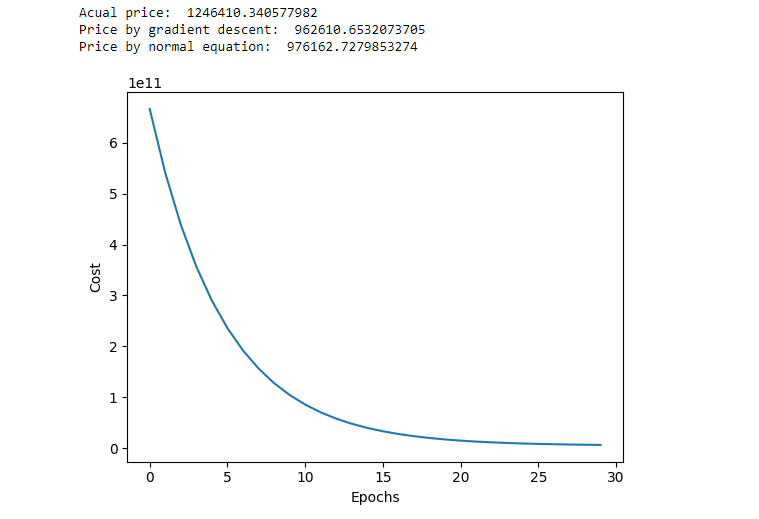 Acual price:  1246410.340577982
Price by gradient descent:  962610.6532073705
Price by normal equation:  976162.7279853274
1e11
6
5
4
3
2
1
0
Cost
0 5 10 15 20 25 30
Epochs